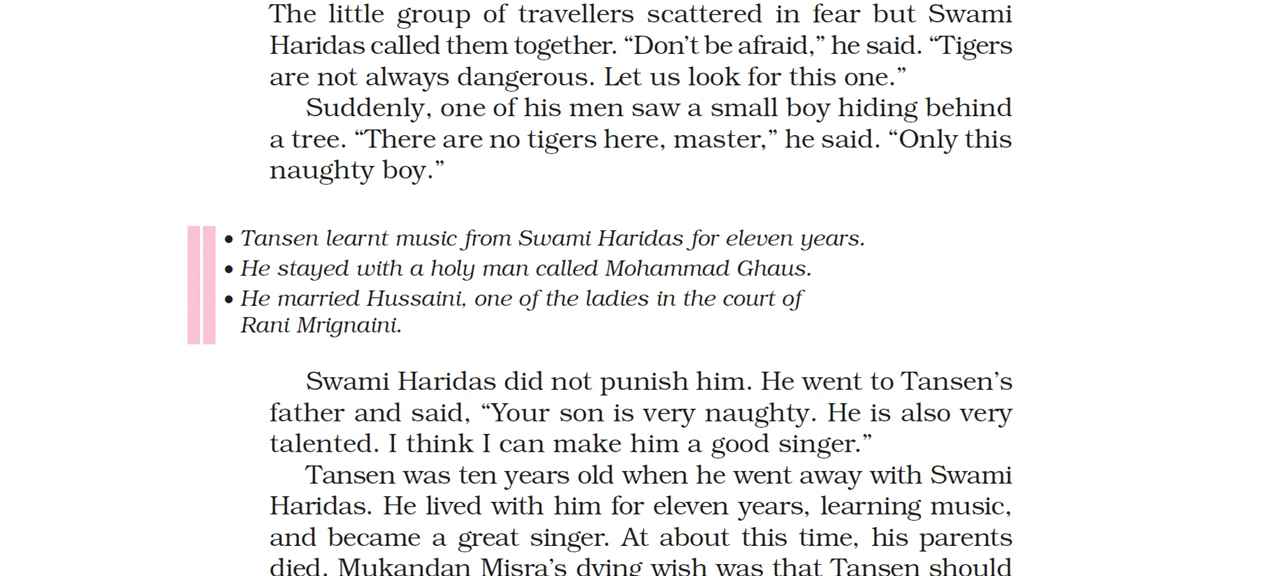 The little group of travellers scattered in fear but Swami
Haridas called them together. “Don’t be afraid,” he said. “Tigers
are not always dangerous. Let us look for this one.”
Suddenly, one of his men saw a small boy hiding behind
a tree. “There are no tigers here, master,” he said. “Only this
naughty boy.”
• Tansen learnt music from Swami Haridas for eleven years.
• He stayed with a holy man called Mohammad Ghaus.
• He married Hussaini, one of the ladies in the court of
Rani Mrignaini.
Swami Haridas did not punish him. He went to Tansen’s
father and said, “Your son is very naughty. He is also very
talented. I think I can make him a good singer.”
Tansen was ten years old when he went away with Swami
Haridas. He lived with him for eleven years, learning music,
and became a great singer. At about this time, his parents
died. Mukandan Misra’s dying wish was that Tansen should